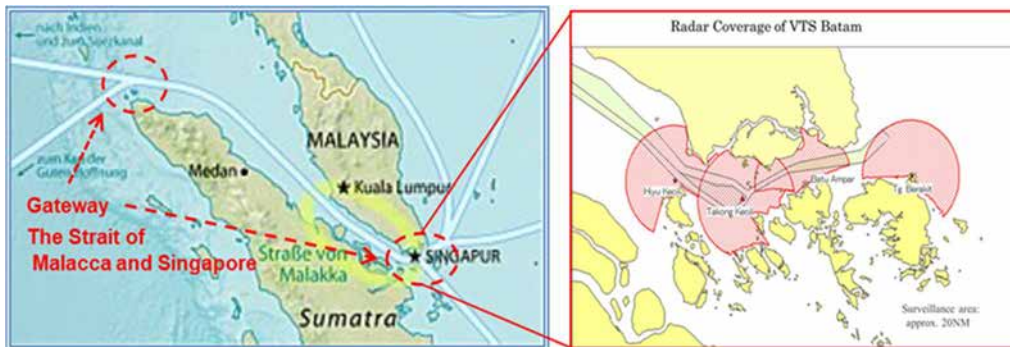 nach Indien
und zum Suezkanal
MALAYSIA
Medan
Kuala Lumpur
zum Kap der
Guten Hoffnung
Gateway
The Strait of
Malacca and Singapore
Straße von
Malakka
SINGAPUR
Sumatra
Radar Coverage of VTS Batam
Hiyu Kecil
Takong Kecil
Batu Ampar
Tg Berakit
Surveillance area:
approx. 20NM